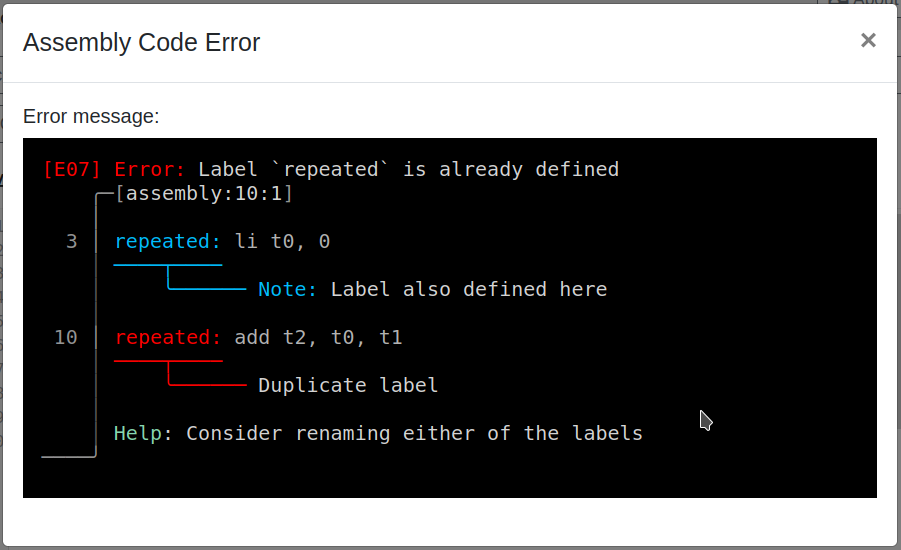 Assembly Code Error
×
Error message:
[E07] Error: Label `repeated` is already defined
[assembly:10:1]
3 repeated: li t0, 0
Note: Label also defined here
10 repeated: add t2, t0, t1
Duplicate label
Help: Consider renaming either of the labels